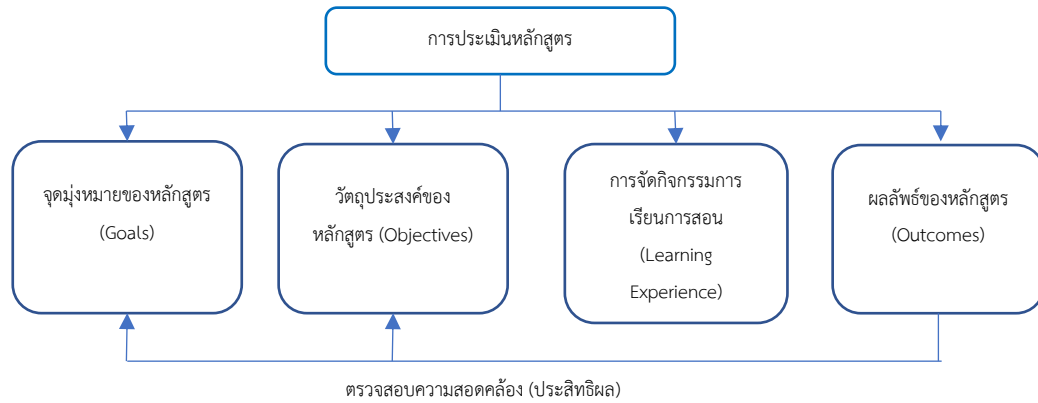 การประเมินหลักสูตร
จุดมุ่งหมายของหลักสูตร
(Goals)
วัตถุประสงค์ของ
หลักสูตร (Objectives)
การจัดกิจกรรมการ
เรียนการสอน
(Learning
Experience)
ผลลัพธ์ของหลักสูตร
(Outcomes)
ตรวจสอบความสอดคล้อง (ประสิทธิผล)